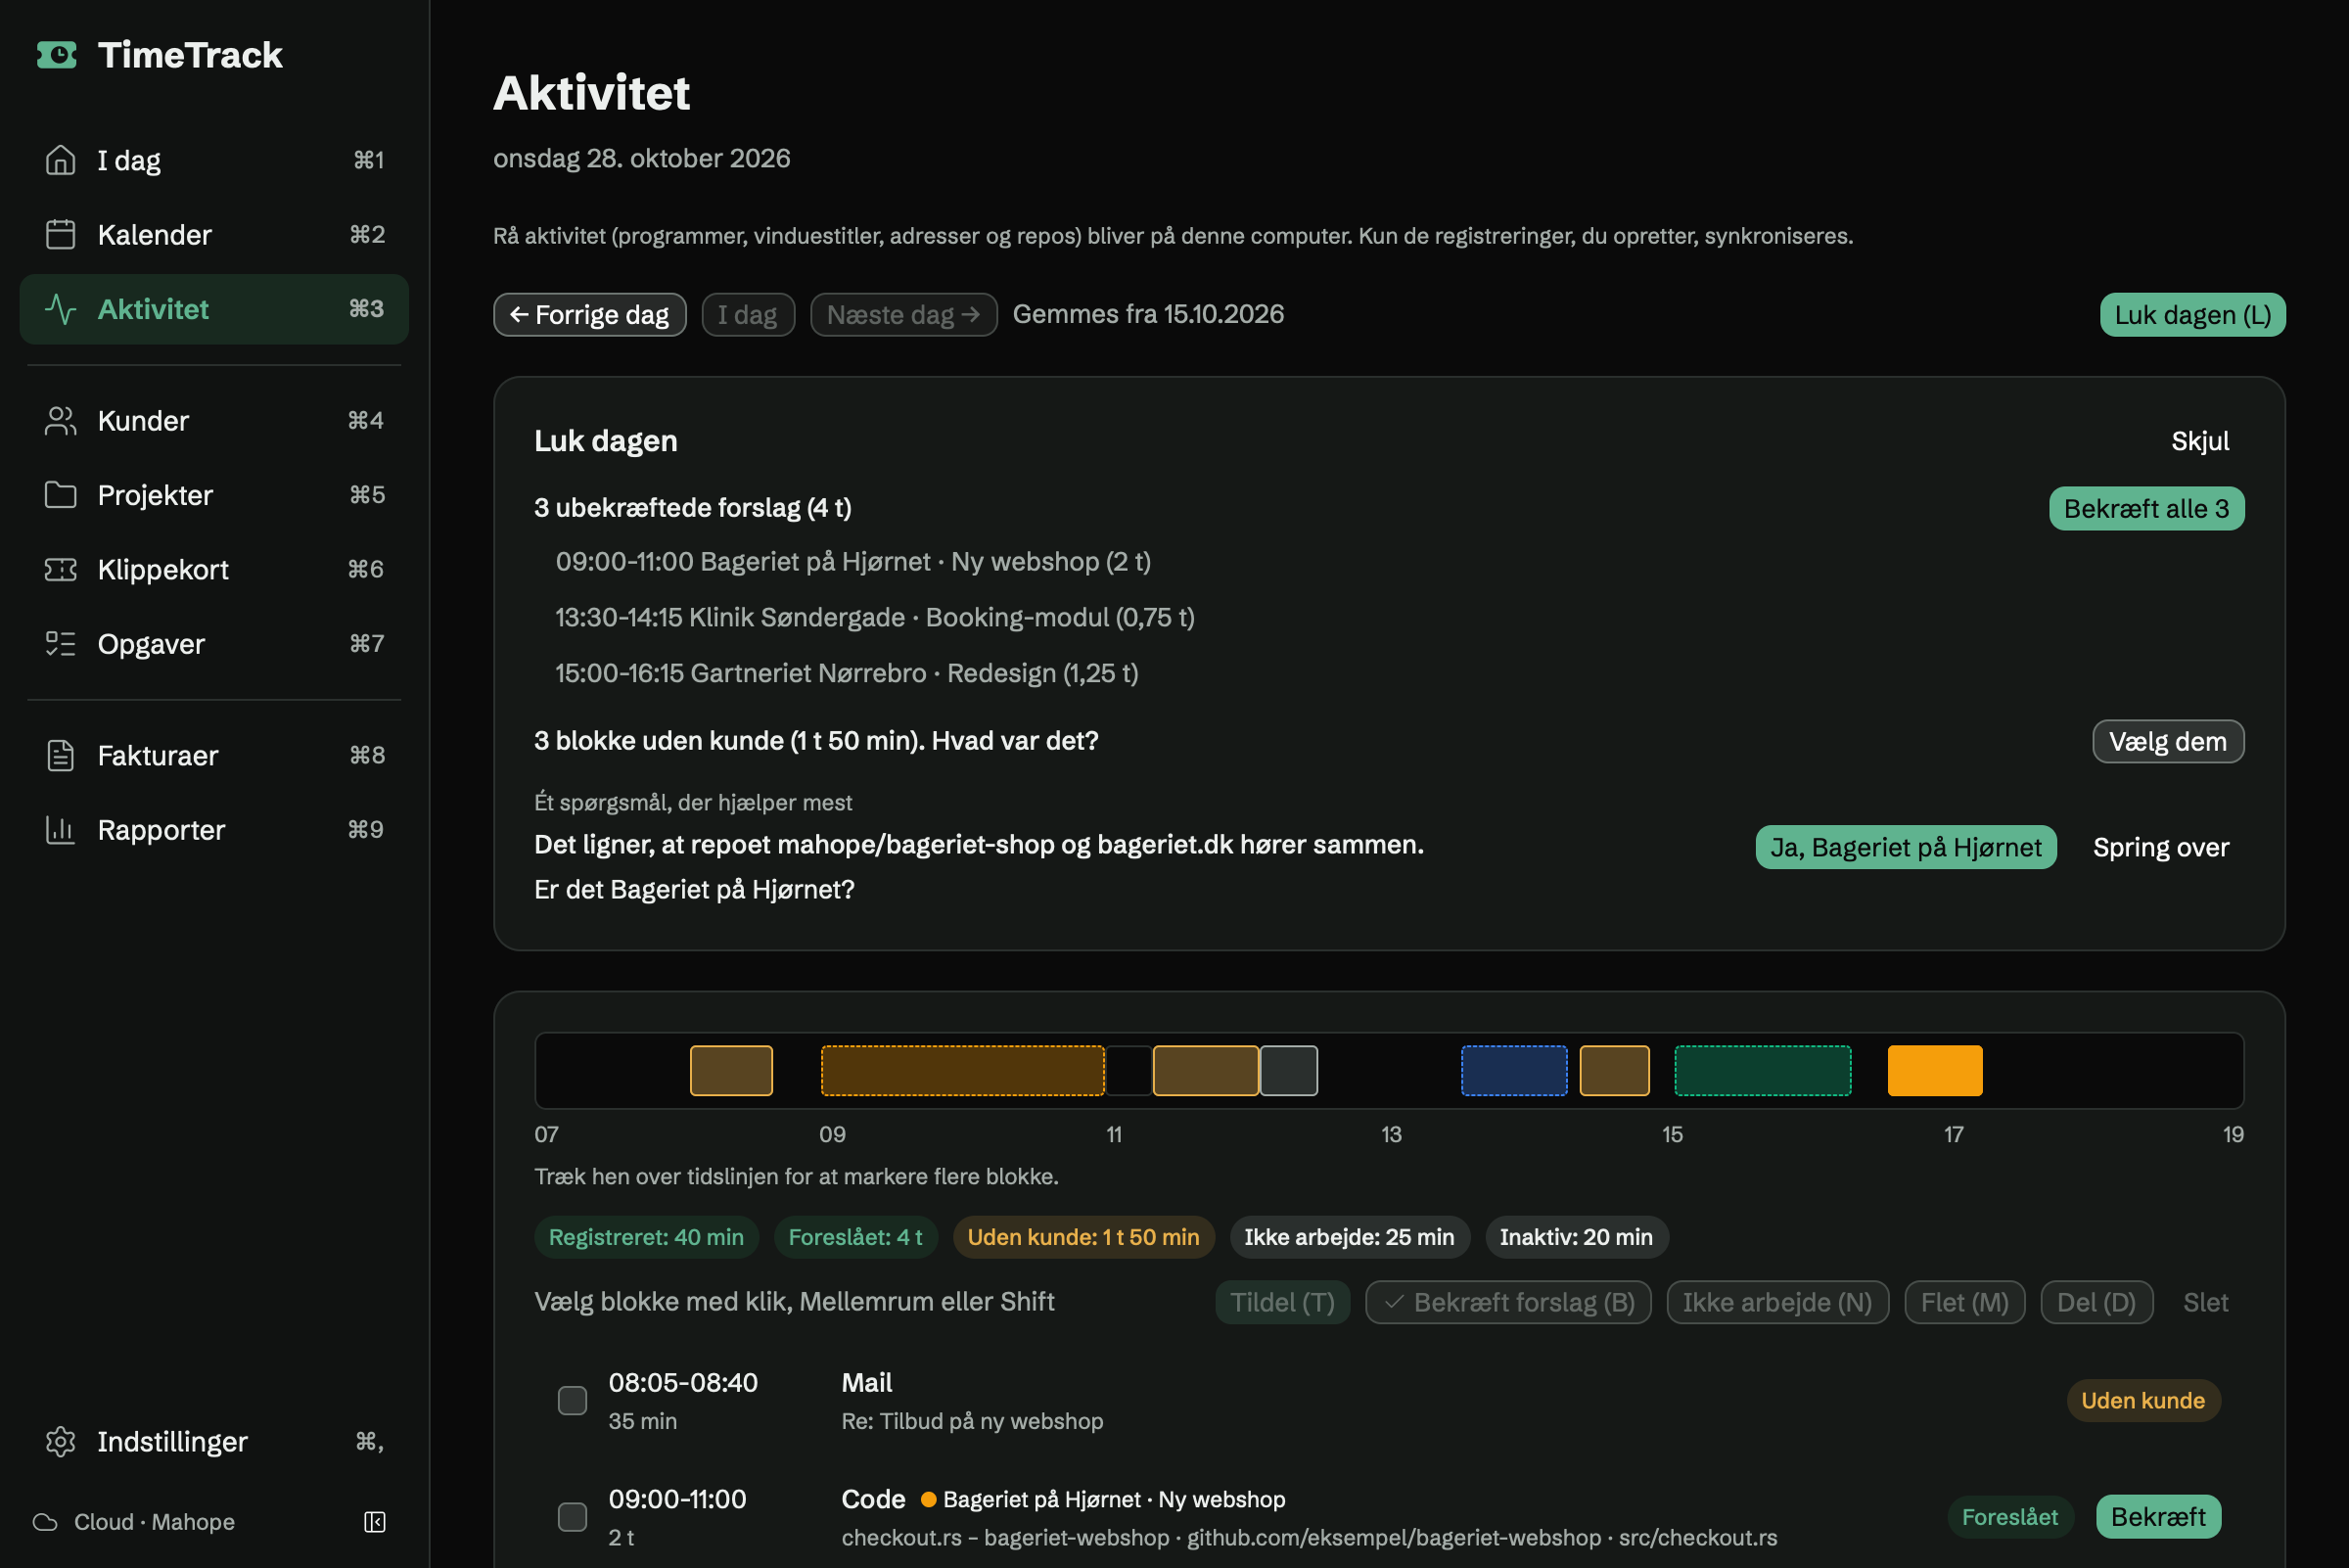 TimeTrack
I dag ⌘1
Kalender ⌘2
Aktivitet ⌘3
Kunder ⌘4
Projekter ⌘5
Klippekort ⌘6
Opgaver ⌘7
Fakturaer ⌘8
Rapporter ⌘9
Indstillinger ⌘,
Cloud · Mahope
Aktivitet
onsdag 28. oktober 2026
Rå aktivitet (programmer, vinduestitler, adresser og repos) bliver på denne computer. Kun de registreringer, du opretter, synkroniseres.
← Forrige dag I dag Næste dag → Gemmes fra 15.10.2026 Luk dagen (L)
Luk dagen Skjul
3 ubekræftede forslag (4 t) Bekræft alle 3
09:00-11:00 Bageriet på Hjørnet · Ny webshop (2 t)
13:30-14:15 Klinik Søndergade · Booking-modul (0,75 t)
15:00-16:15 Gartneriet Nørrebro · Redesign (1,25 t)
3 blokke uden kunde (1 t 50 min). Hvad var det? Vælg dem
Ét spørgsmål, der hjælper mest
Det ligner, at repoet mahope/bageriet-shop og bageriet.dk hører sammen. Ja, Bageriet på Hjørnet Spring over
Er det Bageriet på Hjørnet?
07 09 11 13 15 17 19
Træk hen over tidslinjen for at markere flere blokke.
Registreret: 40 min Foreslået: 4 t Uden kunde: 1 t 50 min Ikke arbejde: 25 min Inaktiv: 20 min
Vælg blokke med klik, Mellemrum eller Shift Tildel (T) ✓ Bekræft forslag (B) Ikke arbejde (N) Flet (M) Del (D) Slet
08:05-08:40 Mail Uden kunde
35 min Re: Tilbud på ny webshop
09:00-11:00 Code Bageriet på Hjørnet · Ny webshop Foreslået Bekræft
2 t checkout.rs – bageriet-webshop · github.com/eksempel/bageriet-webshop · src/checkout.rs